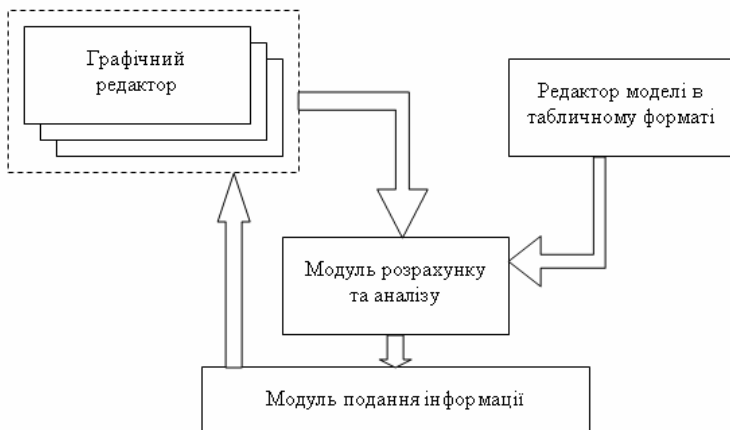 Графічний
редактор
Редактор моделі в
табличному форматі
Модуль розрахунку
та аналізу
Модуль подання інформації